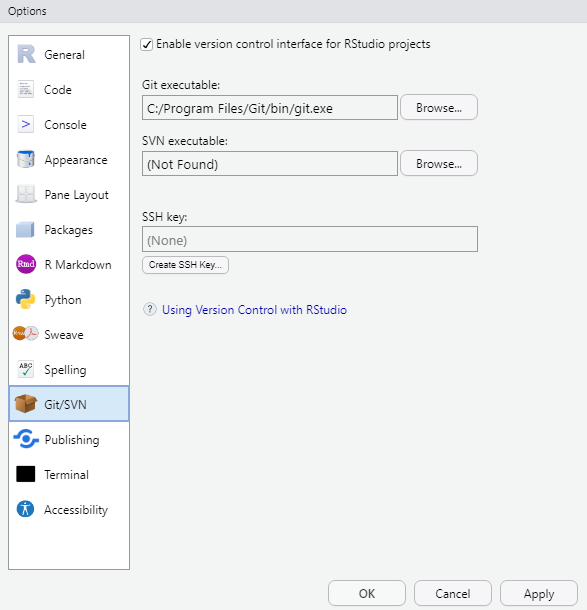 Options
General
Code
Console
Appearance
Pane Layout
Packages
Rmd R Markdown
Python
Sweave
ABC Spelling
Git/SVN
Publishing
Terminal
Accessibility
Enable version control interface for RStudio projects
Git executable:
C:/Program Files/Git/bin/git.exe Browse...
SVN executable:
(Not Found) Browse...
SSH key:
(None)
Create SSH Key...
? Using Version Control with RStudio
OK Cancel Apply